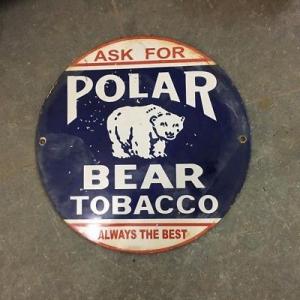 ASK FOR
POLAR
BEAR
TOBACCO
ALWAYS THE BEST